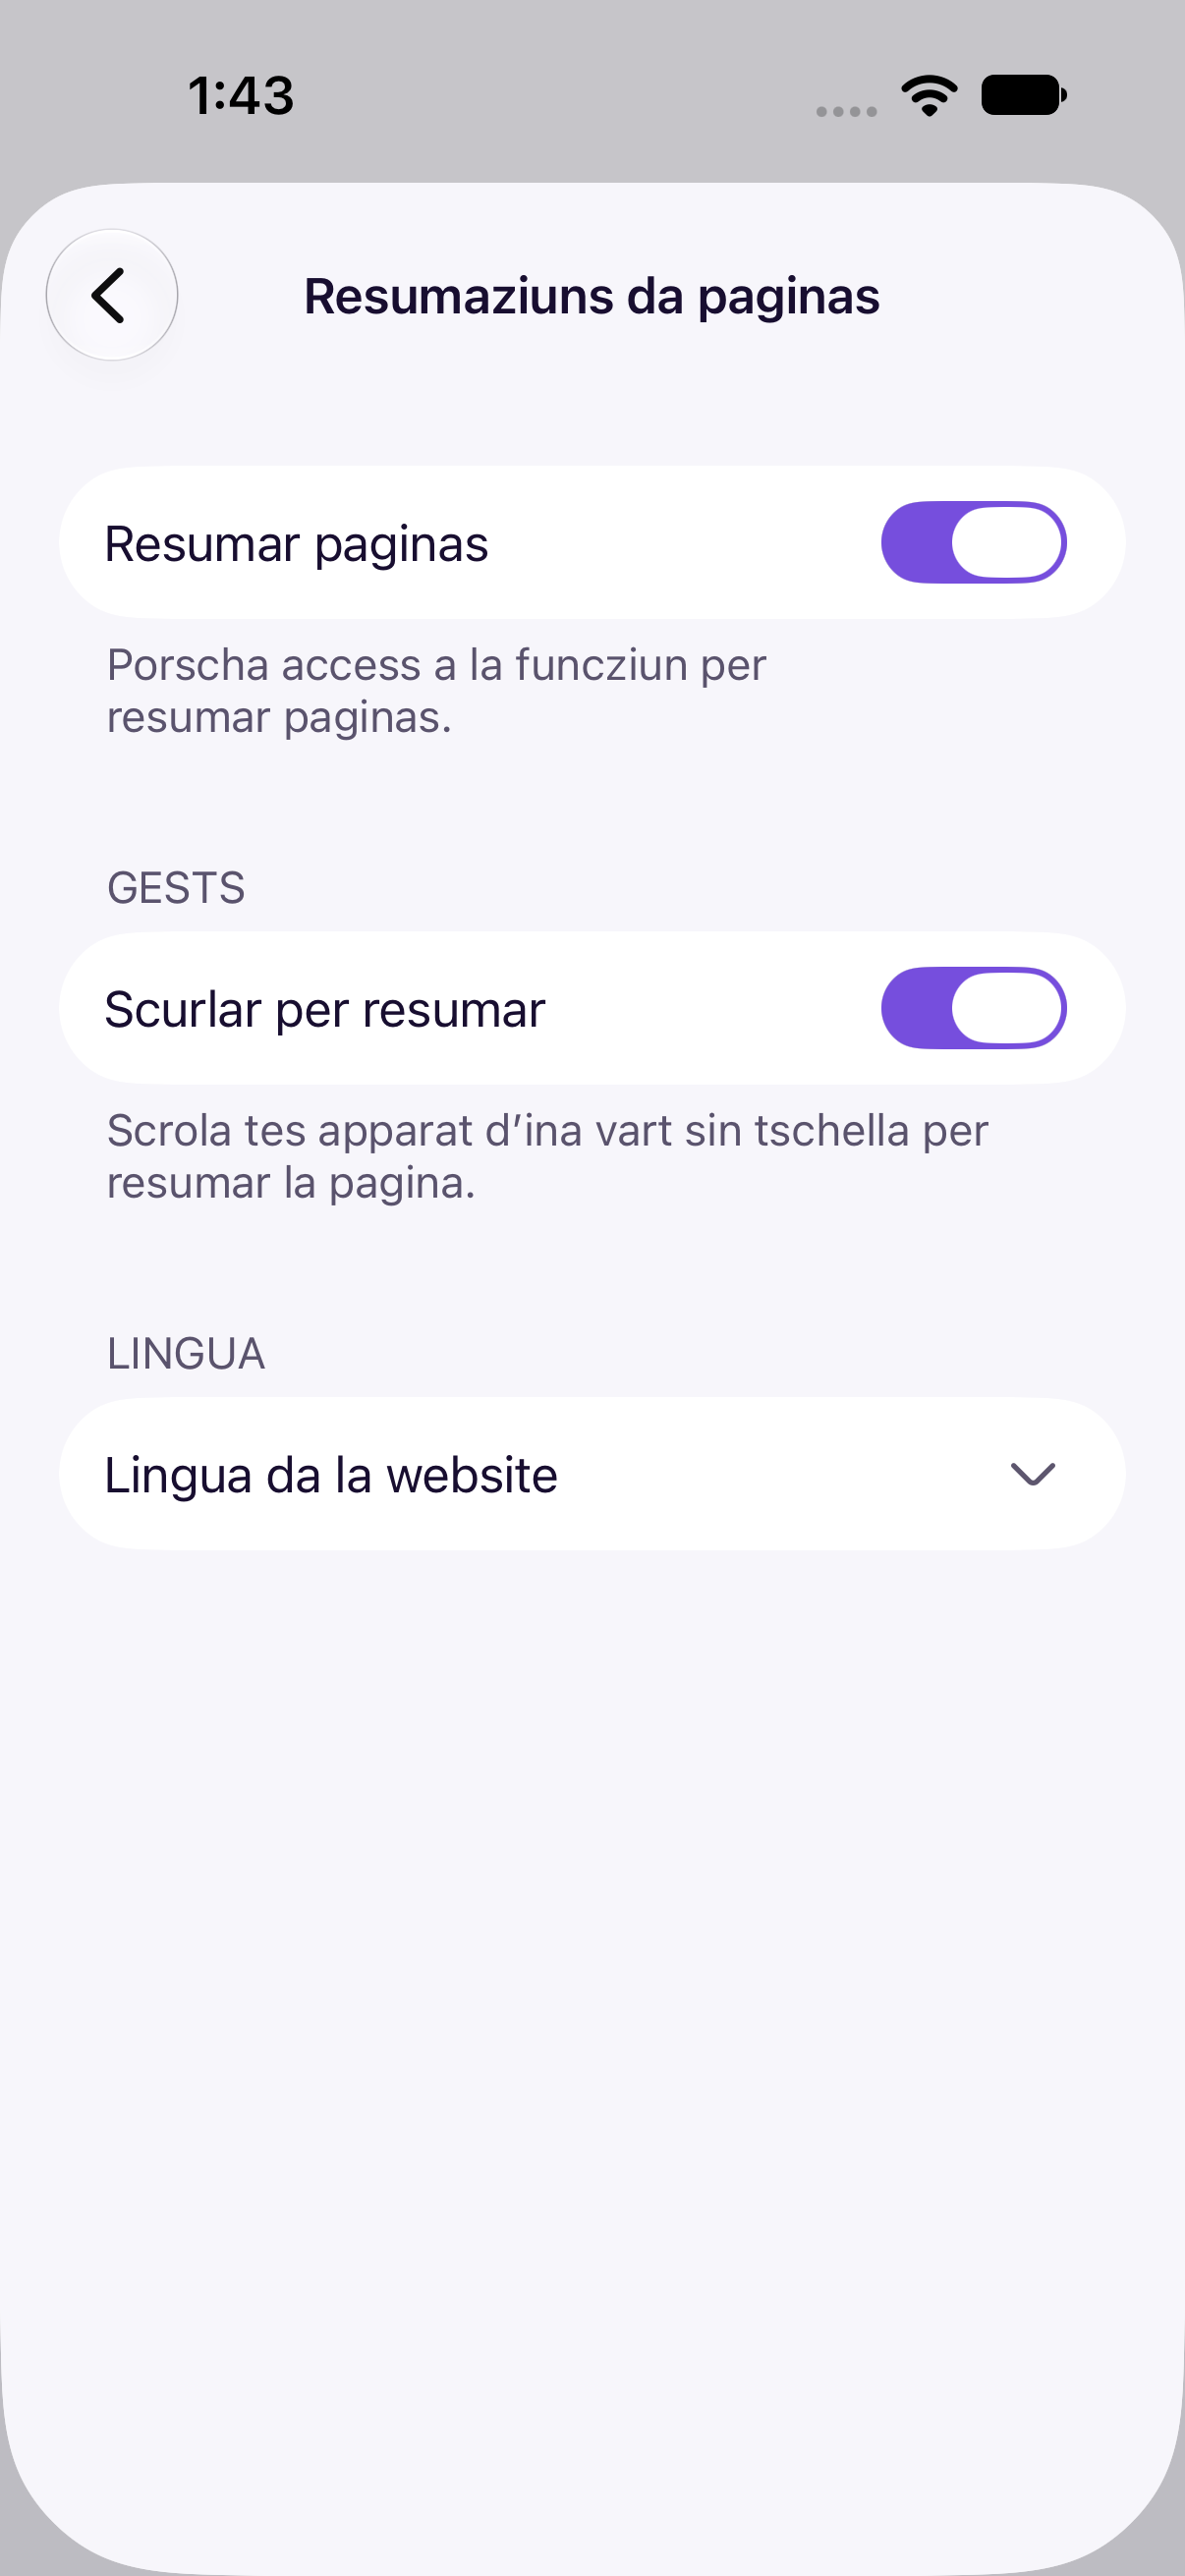 1:43
Resumaziuns da paginas
Resumar paginas
Porscha access a la funcziun per
resumar paginas.
GESTS
Scurlar per resumar
Scrola tes apparat d’ina vart sin tschella per
resumar la pagina.
LINGUA
Lingua da la website